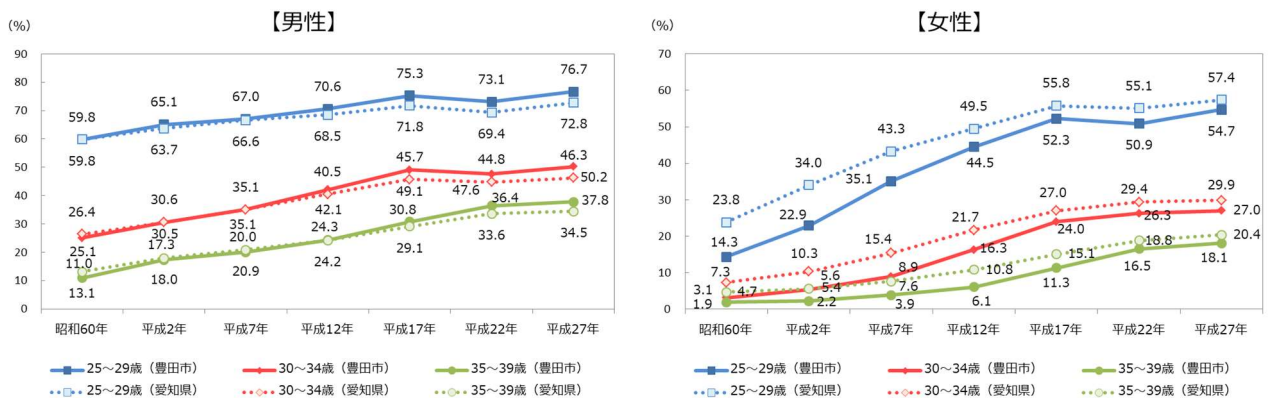 【男性】
(%)
90
80
70
60
50
40
30
20
10
0
59.8 65.1 67.0 70.6 75.3 73.1 76.7
59.8 63.7 66.6 68.5 71.8 69.4 72.8
26.4 30.6 35.1 40.5 45.7 44.8 46.3
25.1 30.5 35.1 42.1 49.1 47.6 50.2
11.0 17.3 20.0 24.3 30.8 36.4 37.8
13.1 18.0 20.9 24.2 29.1 33.6 34.5
昭和60年 平成2年 平成7年 平成12年 平成17年 平成22年 平成27年
25～29歳（豊田市） 30～34歳（豊田市） 35～39歳（豊田市）
25～29歳（愛知県） 30～34歳（愛知県） 35～39歳（愛知県）
【女性】
(%)
70
60
50
40
30
20
10
0
23.8 34.0 43.3 49.5 55.8 55.1 57.4
14.3 22.9 35.1 44.5 52.3 50.9 54.7
7.3 10.3 15.4 21.7 27.0 29.4 29.9
3.1 5.4 8.9 16.3 24.0 26.3 27.0
4.7 5.6 7.6 10.8 15.1 18.8 20.4
1.9 2.2 3.9 6.1 11.3 16.5 18.1
昭和60年 平成2年 平成7年 平成12年 平成17年 平成22年 平成27年
25～29歳（豊田市） 30～34歳（豊田市） 35～39歳（豊田市）
25～29歳（愛知県） 30～34歳（愛知県） 35～39歳（愛知県）